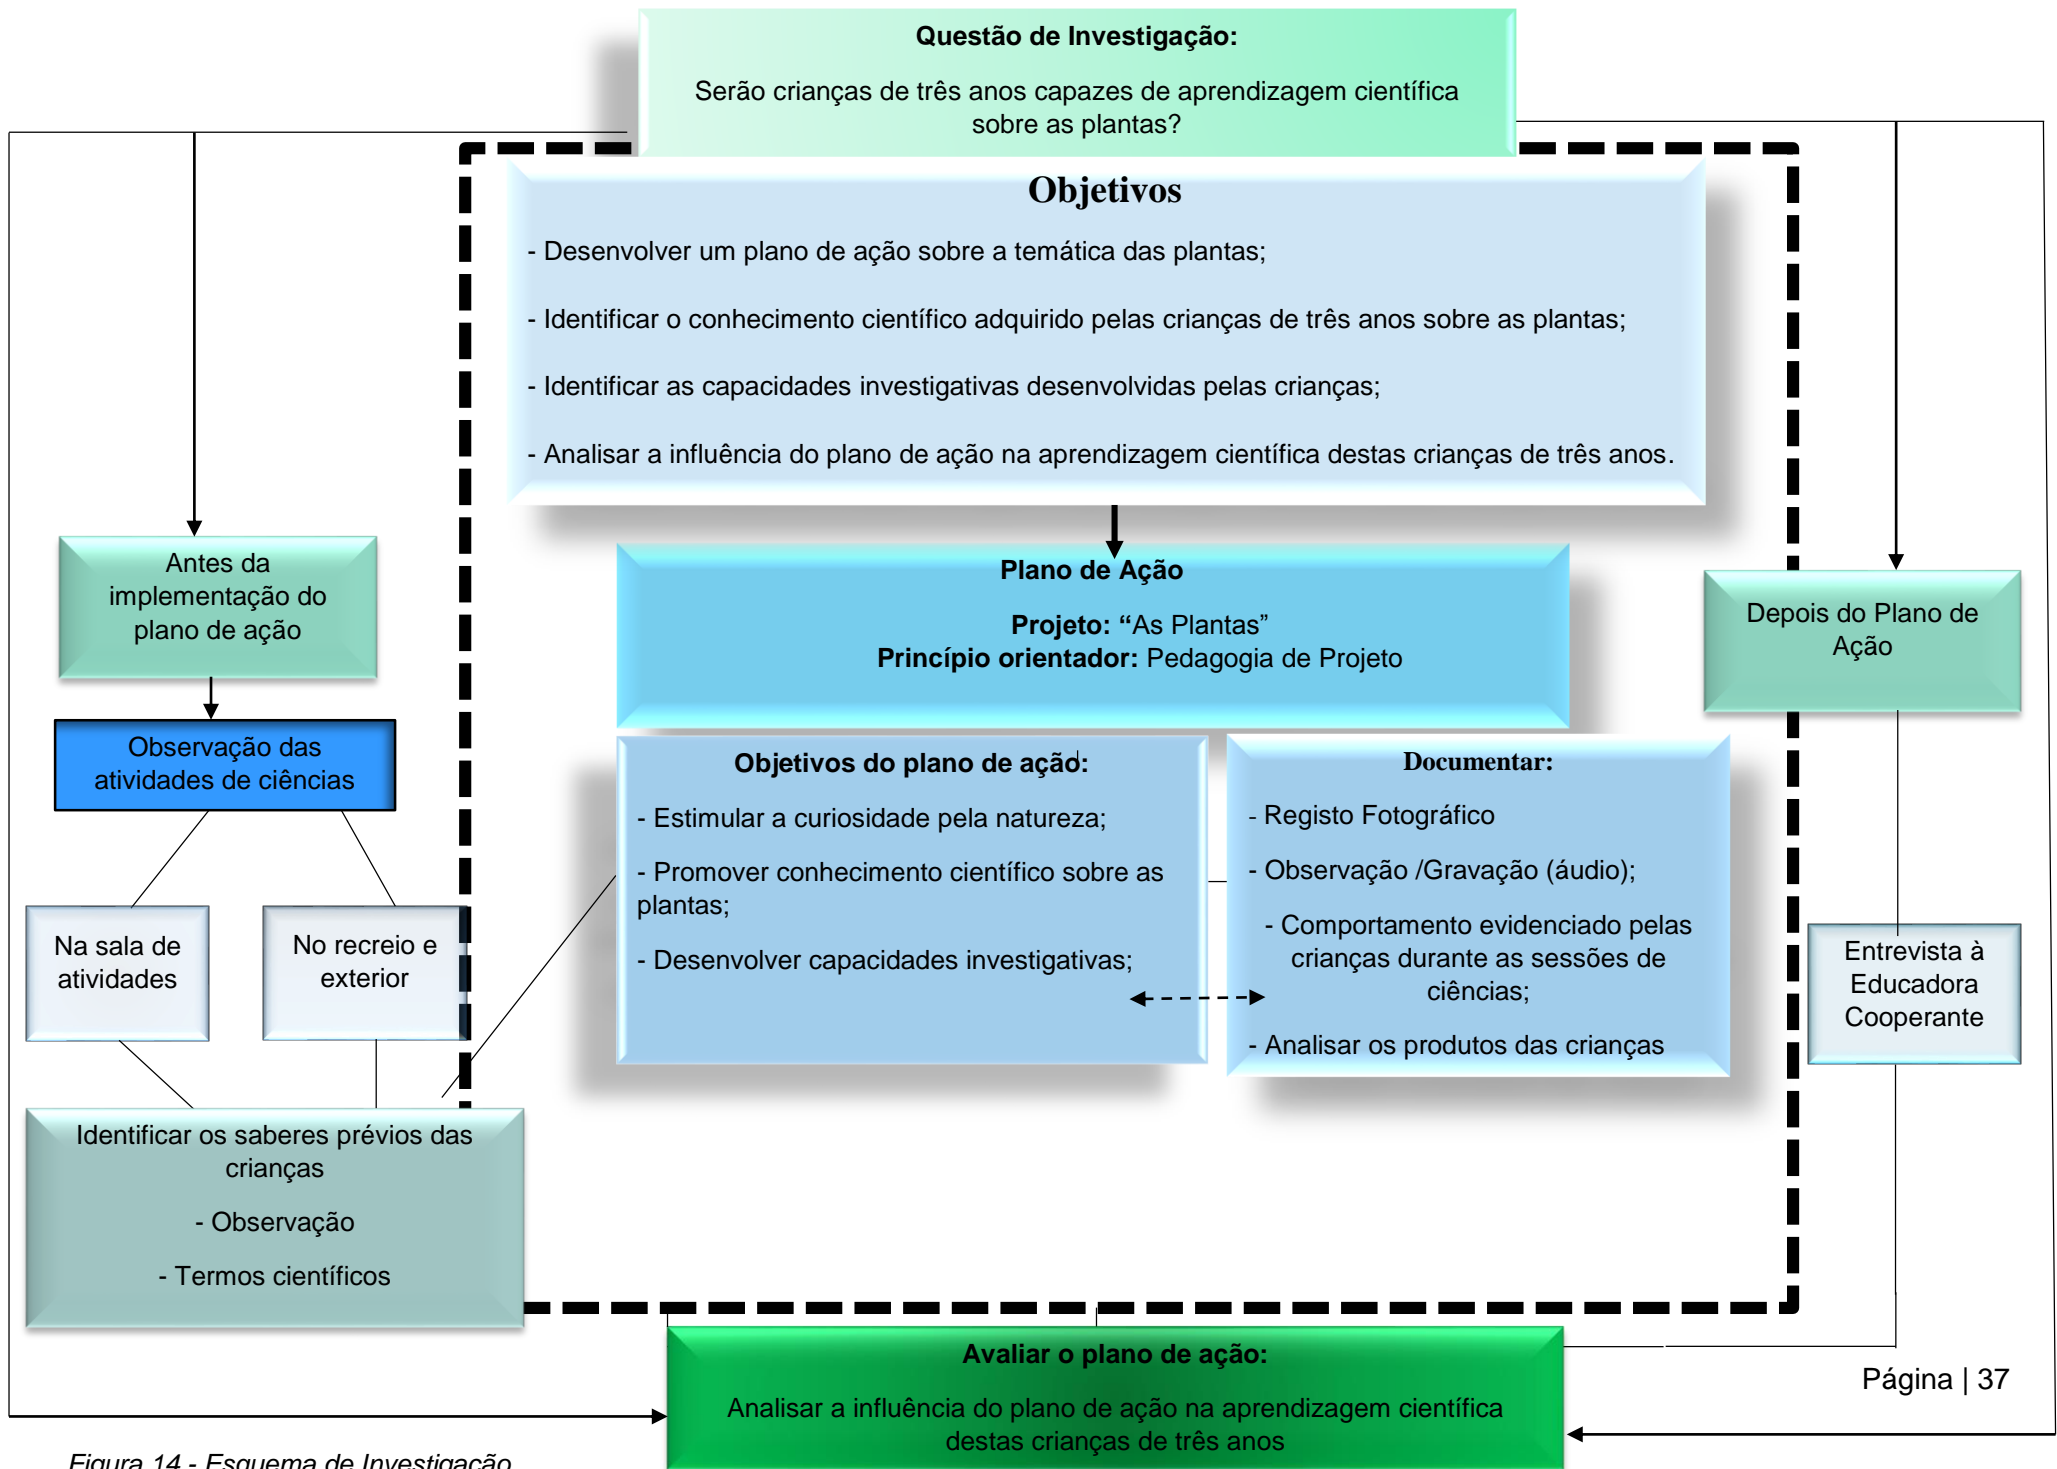 Questão de Investigação:
Serão crianças de três anos capazes de aprendizagem científica
sobre as plantas?
Objetivos
- Desenvolver um plano de ação sobre a temática das plantas;
- Identificar o conhecimento científico adquirido pelas crianças de três anos sobre as plantas;
- Identificar as capacidades investigativas desenvolvidas pelas crianças;
- Analisar a influência do plano de ação na aprendizagem científica destas crianças de três anos.
Antes da
implementação do
plano de ação
Observação das
atividades de ciências
Na sala de
atividades
No recreio e
exterior
Identificar os saberes prévios das
crianças
- Observação
- Termos científicos
Plano de Ação
Projeto: “As Plantas”
Princípio orientador: Pedagogia de Projeto
Objetivos do plano de ação:
- Estimular a curiosidade pela natureza;
- Promover conhecimento científico sobre as
plantas;
- Desenvolver capacidades investigativas;
Documentar:
- Registo Fotográfico
- Observação /Gravação (áudio);
- Comportamento evidenciado pelas
crianças durante as sessões de
ciências;
- Analisar os produtos das crianças
Depois do Plano de
Ação
Entrevista à
Educadora
Cooperante
Avaliar o plano de ação:
Analisar a influência do plano de ação na aprendizagem científica
destas crianças de três anos
Página | 37
Figura 14 - Esquema de Investigação